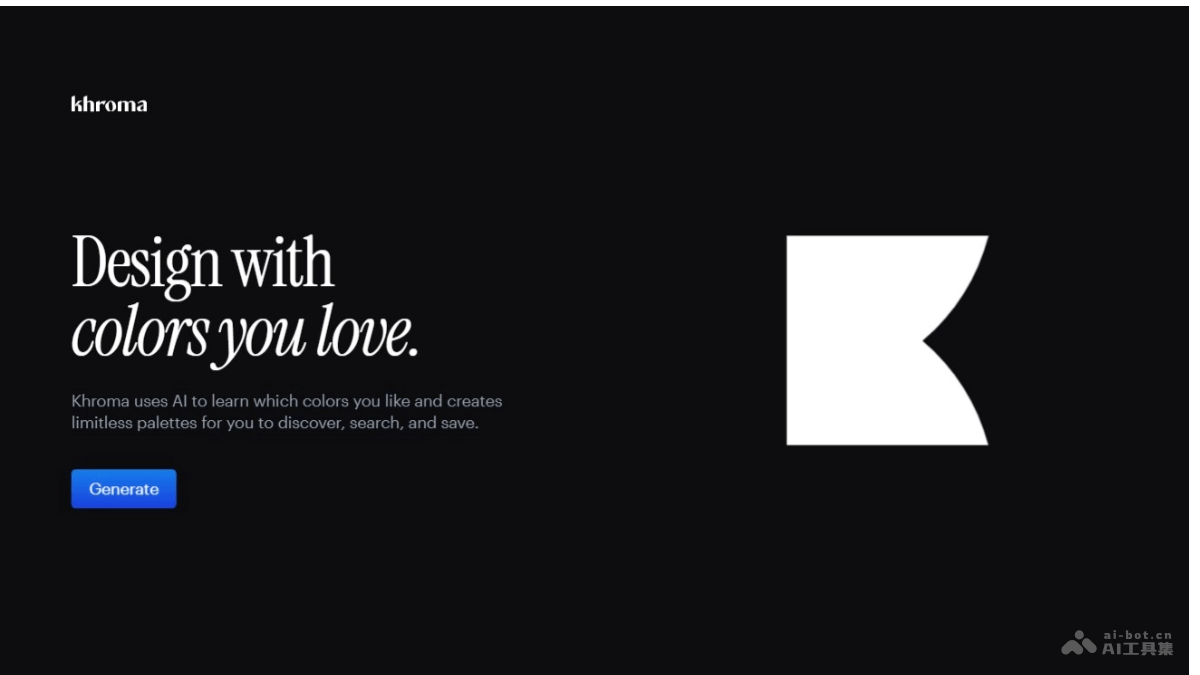 khroma
Design with
colors you love.
Khroma uses AI to learn which colors you like and creates
limitless palettes for you to discover, search, and save.
Generate
ai-bot.cn
AI工具集